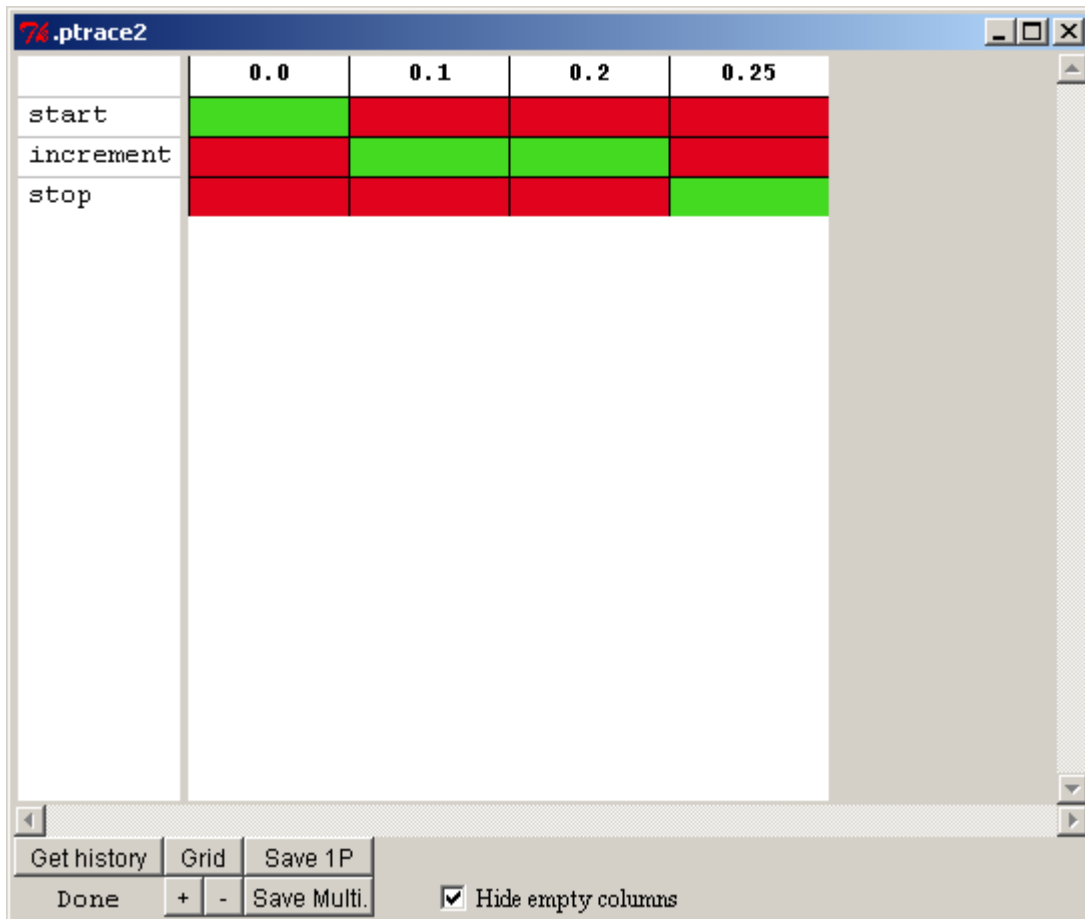 .ptrace2
0.0 0.1 0.2 0.25
start
increment
stop
Get history Grid Save 1P
Done + - Save Multi. Hide empty columns